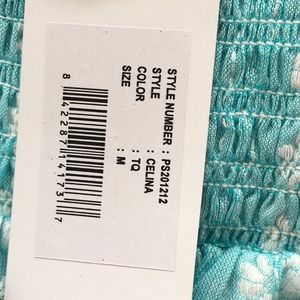 STYLE NUMBER : PS201212
STYLE : CELINA
COLOR : TQ
SIZE : M
8 42287 14173 7